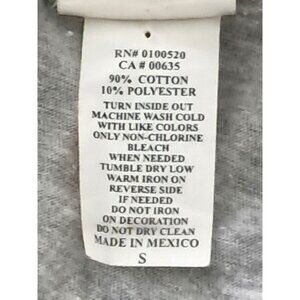 RN# 0100520
CA # 00635
90% COTTON
10% POLYESTER
TURN INSIDE OUT
MACHINE WASH COLD
WITH LIKE COLORS
ONLY NON-CHLORINE
BLEACH
WHEN NEEDED
TUMBLE DRY LOW
WARM IRON ON
REVERSE SIDE
IF NEEDED
DO NOT IRON
ON DECORATION
DO NOT DRY CLEAN
MADE IN MEXICO
S